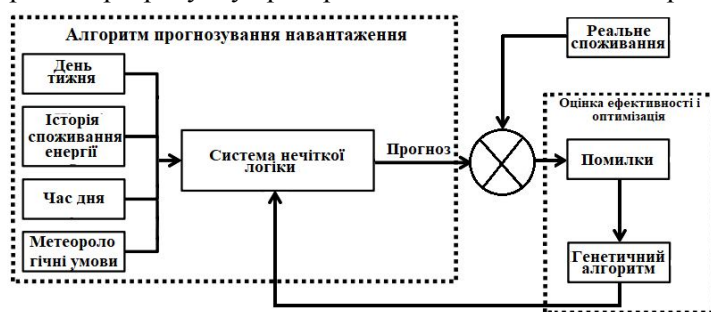 Алгоритм прогнозування навантаження
День
тижня
Історія
споживання
енергії
Час дня
Метеороло
гічні умови
Система нечіткої
логіки
Прогноз
Реальне
споживання
Оцінка ефективності і
оптимізація
Помилки
Генетичний
алгоритм